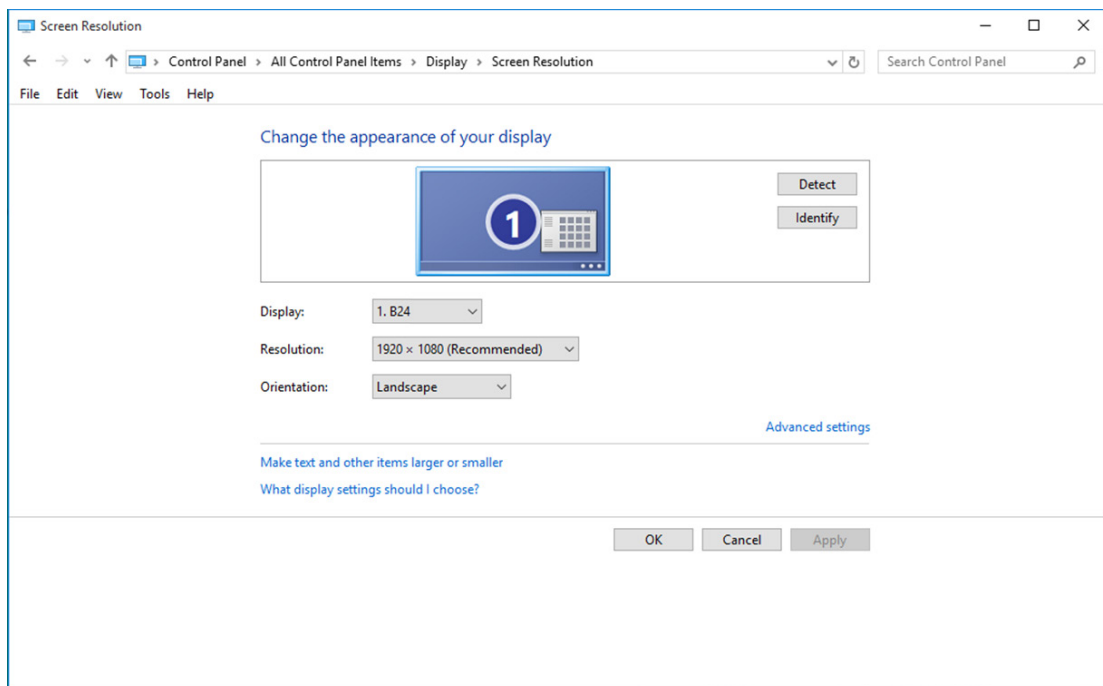 Screen Resolution
Control Panel > All Control Panel Items > Display > Screen Resolution
Search Control Panel
File Edit View Tools Help
Change the appearance of your display
1
Detect
Identify
Display: 1. B24
Resolution: 1920 × 1080 (Recommended)
Orientation: Landscape
Advanced settings
Make text and other items larger or smaller
What display settings should I choose?
OK Cancel Apply